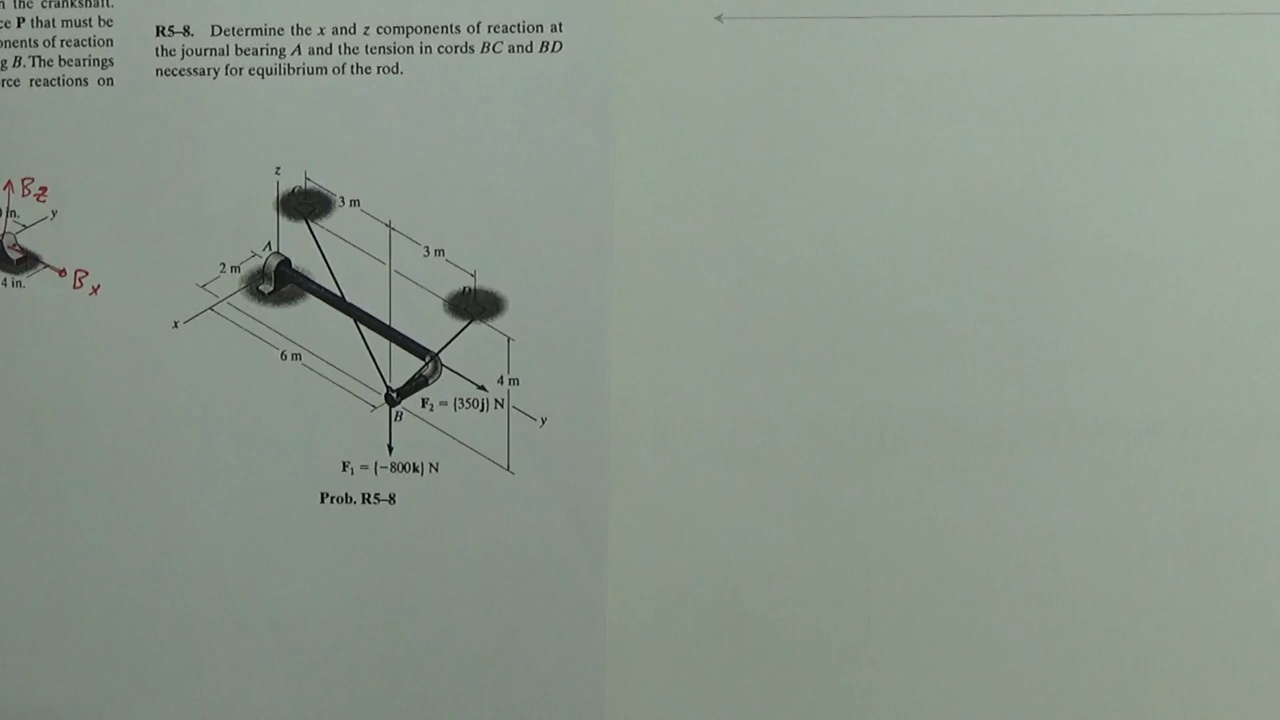 the crankshaft.
ce P that must be
onents of reaction
g B. The bearings
rce reactions on
R5–8. Determine the x and z components of reaction at
the journal bearing A and the tension in cords BC and BD
necessary for equilibrium of the rod.
Bz
in.
y
Bx
4 in.
z
C
3 m
3 m
A
2 m
D
x
6 m
4 m
F₂ = {350j} N
B
y
F₁ = {−800k} N
Prob. R5–8